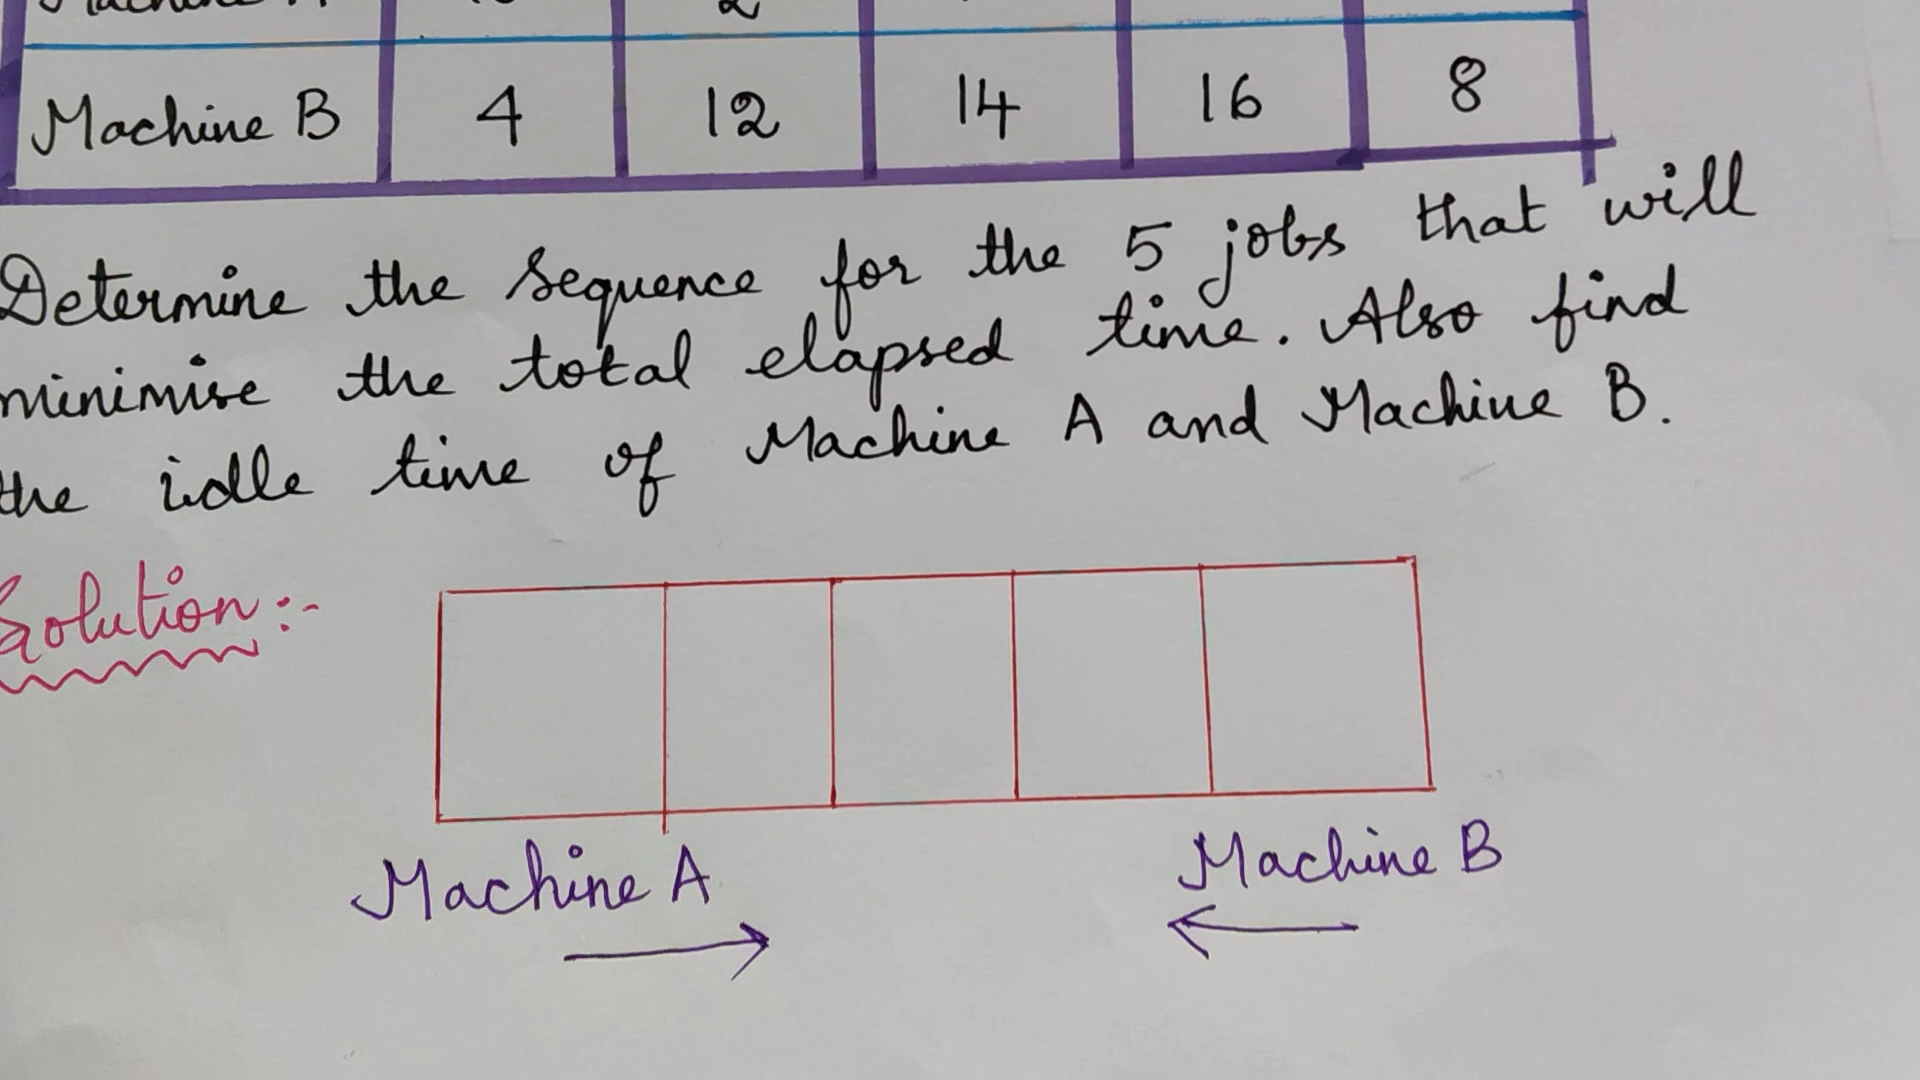 Machine B 4 12 14 16 8
Determine the sequence for the 5 jobs that will
minimise the total elapsed time. Also find
the idle time of Machine A and Machine B.
Solution:-
Machine A
Machine B